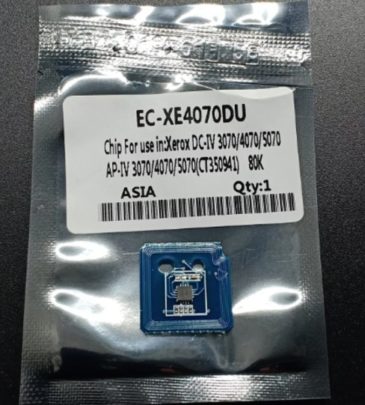 EC-XE4070DU
Chip For use in:Xerox DC-IV 3070/4070/5070
AP-IV 3070/4070/5070(CT350941) 80K
ASIA Qty:1